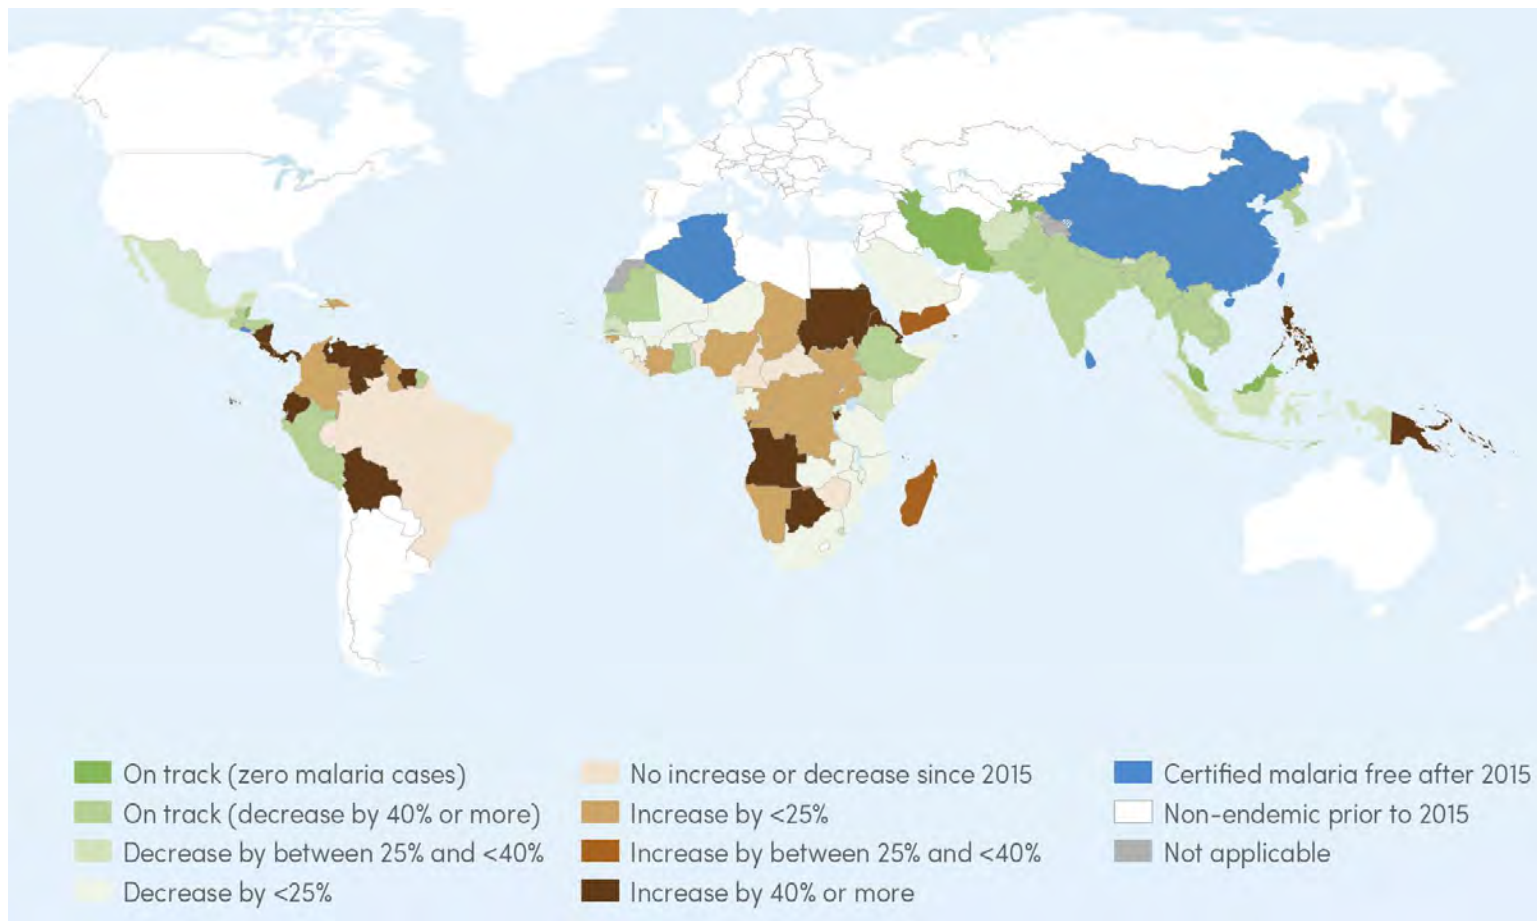 On track (zero malaria cases)
On track (decrease by 40% or more)
Decrease by between 25% and <40%
Decrease by <25%
No increase or decrease since 2015
Increase by <25%
Increase by between 25% and <40%
Increase by 40% or more
Certified malaria free after 2015
Non-endemic prior to 2015
Not applicable